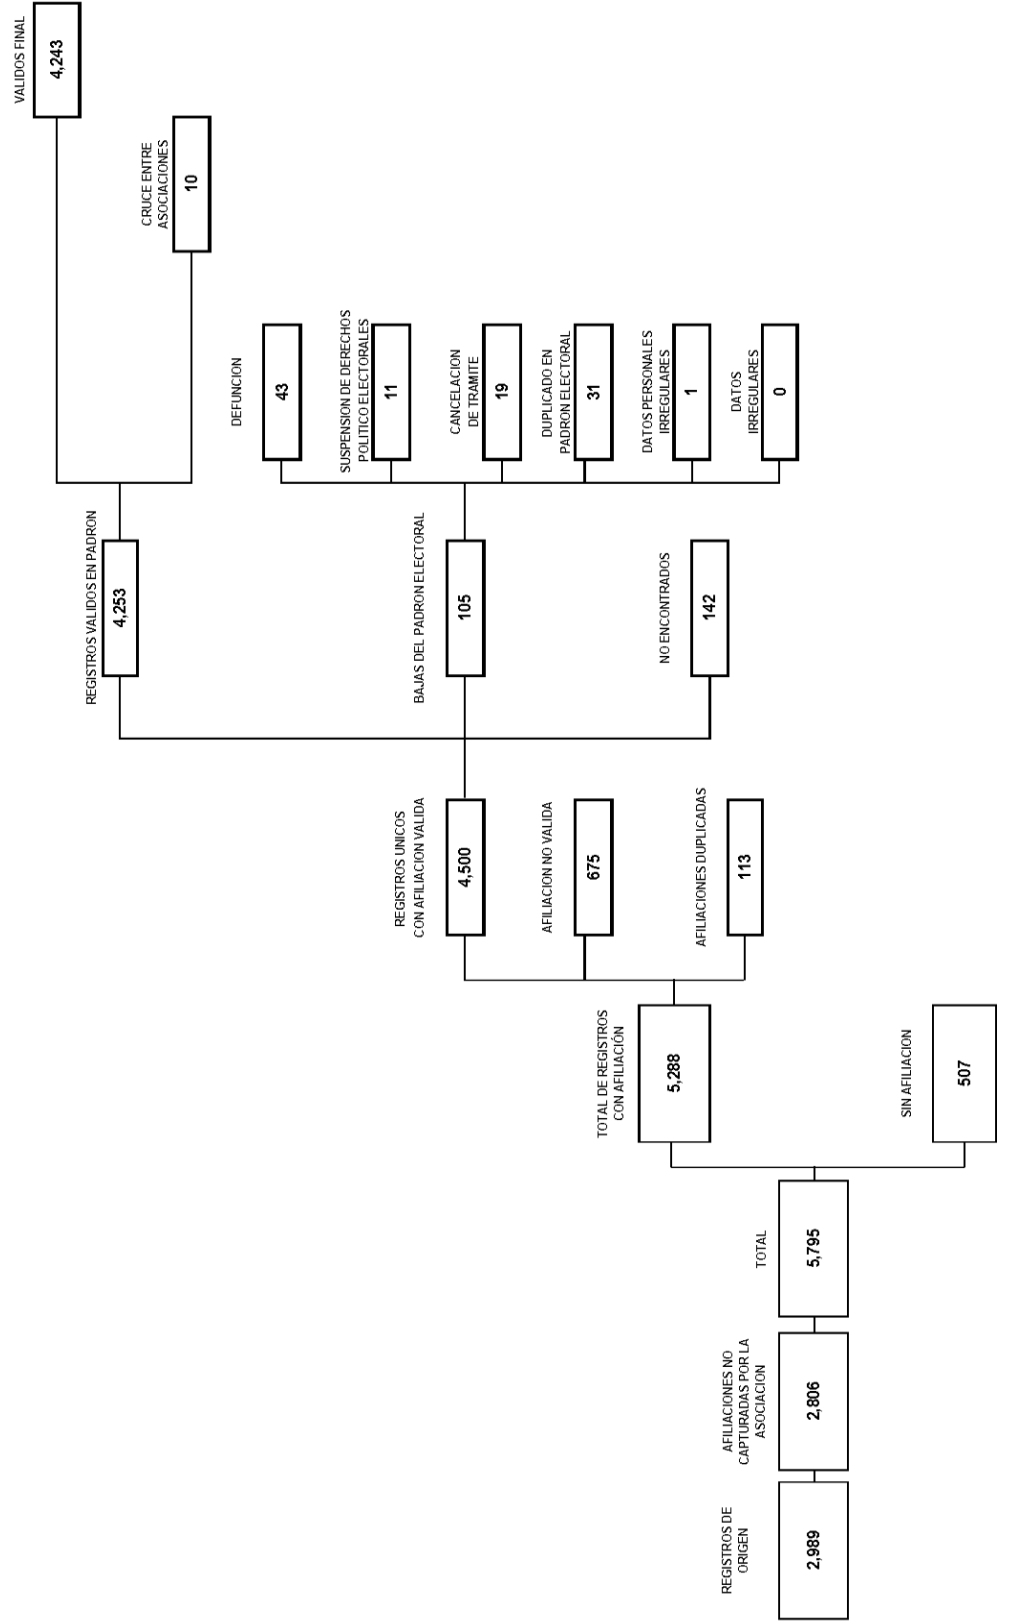 REGISTROS DE
ORIGEN
2,989
AFILIACIONES NO
CAPTURADAS POR LA
ASOCIACION
2,806
TOTAL
5,795
TOTAL DE REGISTROS
CON AFILIACIÓN
5,288
SIN AFILIACION
507
REGISTROS UNICOS
CON AFILIACION VALIDA
4,500
AFILIACION NO VALIDA
675
AFILIACIONES DUPLICADAS
113
REGISTROS VALIDOS EN PADRON
4,253
BAJAS DEL PADRON ELECTORAL
105
NO ENCONTRADOS
142
DEFUNCION
43
SUSPENSION DE DERECHOS
POLITICO ELECTORALES
11
CANCELACION
DE TRAMITE
19
DUPLICADO EN
PADRON ELECTORAL
31
DATOS PERSONALES
IRREGULARES
1
DATOS
IRREGULARES
0
VALIDOS FINAL
4,243
CRUCE ENTRE
ASOCIACIONES
10